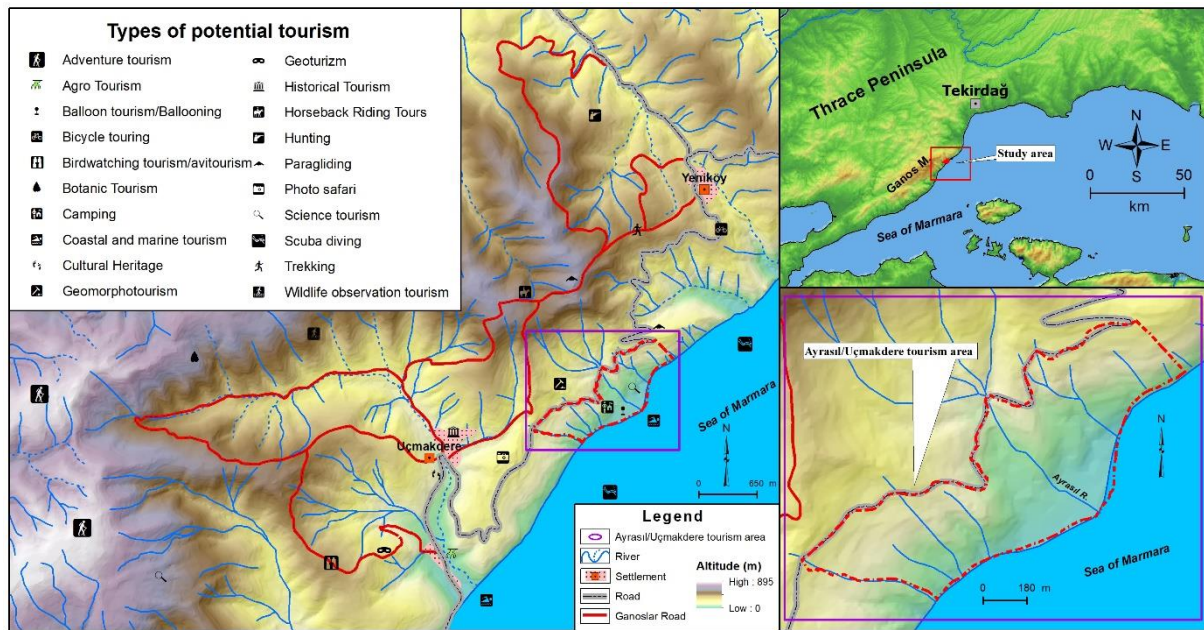 Types of potential tourism
Adventure tourism
Agro Tourism
Balloon tourism/Ballooning
Bicycle touring
Birdwatching tourism/avitourism
Botanic Tourism
Camping
Coastal and marine tourism
Cultural Heritage
Geomorphotourism
Geoturizm
Historical Tourism
Horseback Riding Tours
Hunting
Paragliding
Photo safari
Science tourism
Scuba diving
Trekking
Wildlife observation tourism
Yeniköy
Uçmakdere
Sea of Marmara
N
0 650 m
Legend
Ayrasıl/Uçmakdere tourism area
River
Settlement
Road
Ganoslar Road
Altitude (m)
High : 895
Low : 0
Thrace Peninsula
Tekirdağ
Ganos M.
Study area
Sea of Marmara
N
W E
S
0 50
km
Ayrasıl/Uçmakdere tourism area
Sea of Marmara
N
Ayrasıl R.
Sea of Marmara
0 180 m